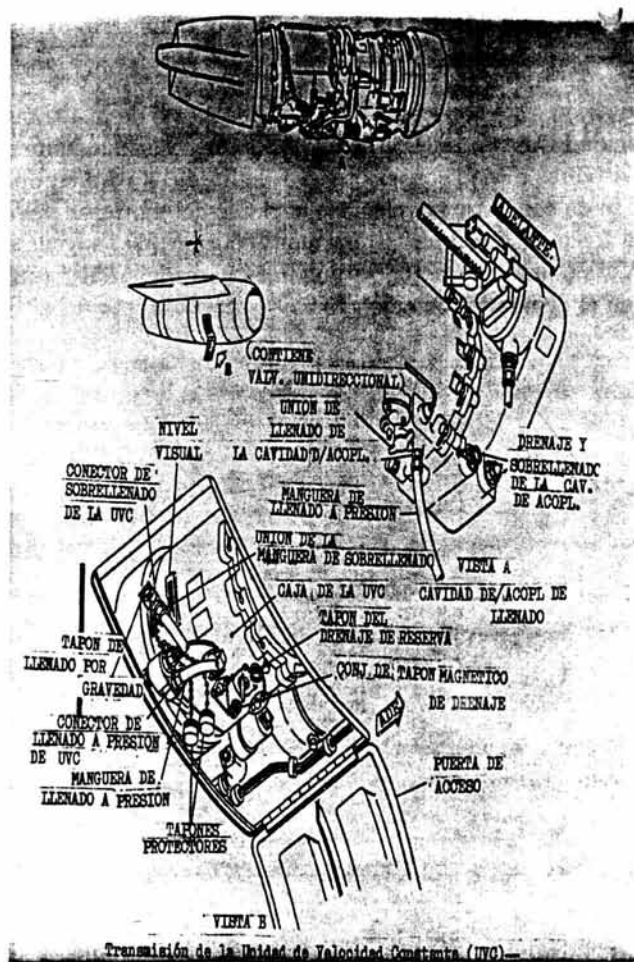 A
ADELANTE.
B
(CONTIENE
VALV. UNIDIRECCIONAL)
UNION DE
LLENADO DE
LA CAVIDAD D/ACOPL.
NIVEL
VISUAL
CONECTOR DE
SOBRELLENADO
DE LA UVC
DRENAJE Y
SOBRELLENADO
DE LA CAV.
DE ACOPL.
MANGUERA DE
LLENADO A PRESION
UNION DE LA
MANGUERA DE SOBRELLENADO
VISTA A
CAVIDAD DE/ACOPL DE
LLENADO
CAJA DE LA UVC
TAPON DEL
DRENAJE DE RESERVA
TAPON DE
LLENADO POR
GRAVEDAD
CONJ. DE TAPON MAGNETICO
DE DRENAJE
ADE
CONECTOR DE
LLENADO A PRESION
DE UVC
MANGUERA DE
LLENADO A PRESION
PUERTA DE
ACCESO
TAPONES
PROTECTORES
VISTA B
Transmisión de la Unidad de Velocidad Constante (UVC)